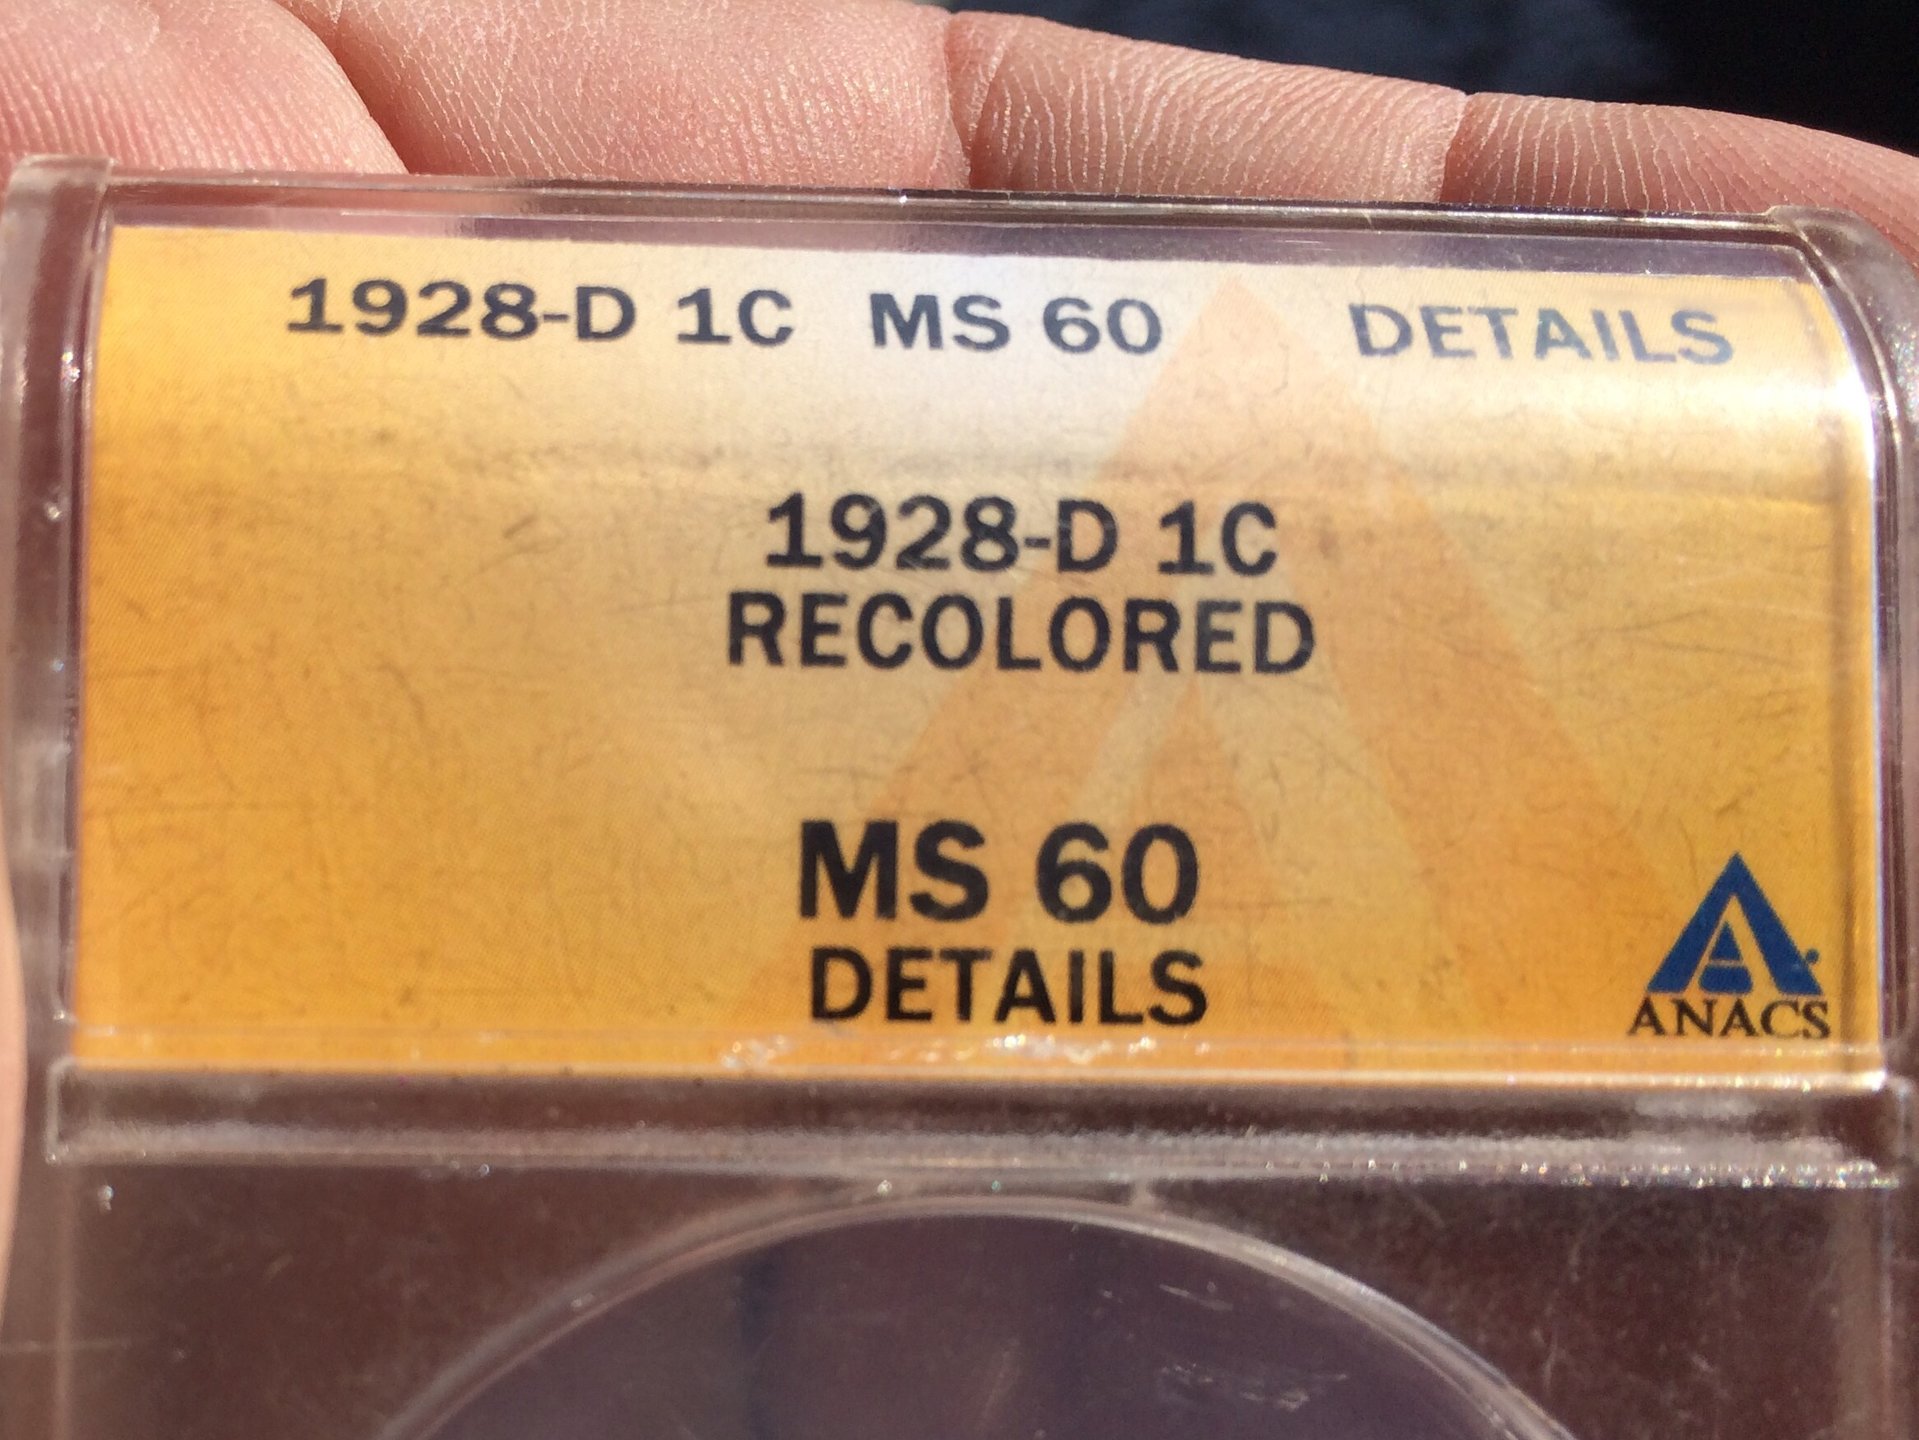 1928-D 1C MS 60 DETAILS
1928-D 1C
RECOLORED
MS 60
DETAILS
ANACS